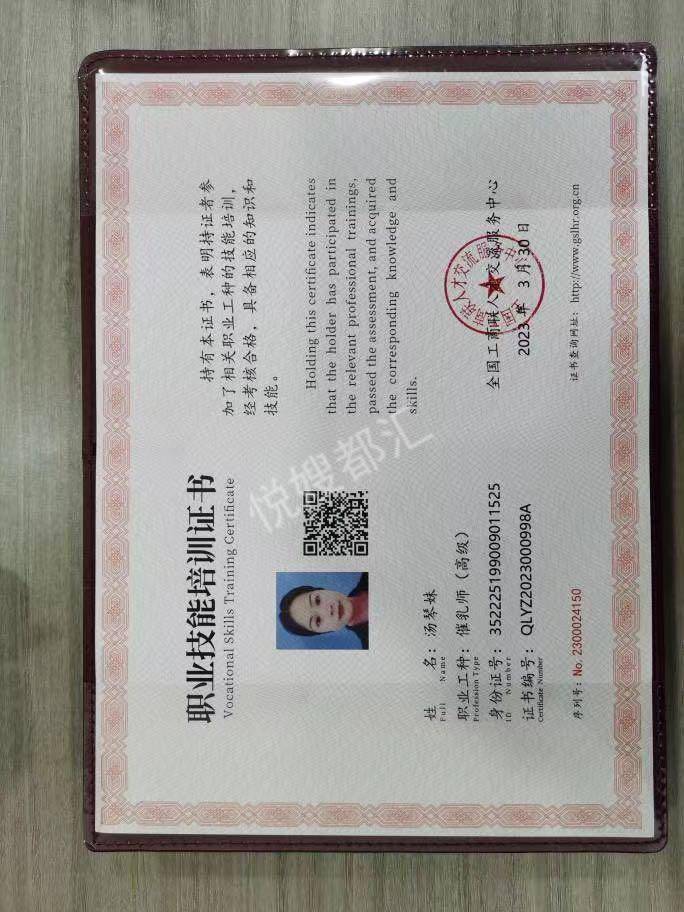 职业技能培训证书
Vocational Skills Training Certificate
姓 名：汤琴妹
Full Name
职业工种：催乳师（高级）
Profession Type
身份证号：352225199009011525
ID Number
证书编号：QLYZ2023000998A
Certificate Number
序列号：No. 2300024150
持有本证书，表明持证者参
加了相关职业工种的技能培训，
经考核合格，具备相应的知识和
技能。
Holding this certificate indicates
that the holder has participated in
the relevant professional trainings,
passed the assessment, and acquired
the corresponding knowledge and
skills.
全国工商联人才交流服务中心
2023 年 3 月 30 日
证书查询网址：http://www.gslhr.org.cn
悦嫂都汇